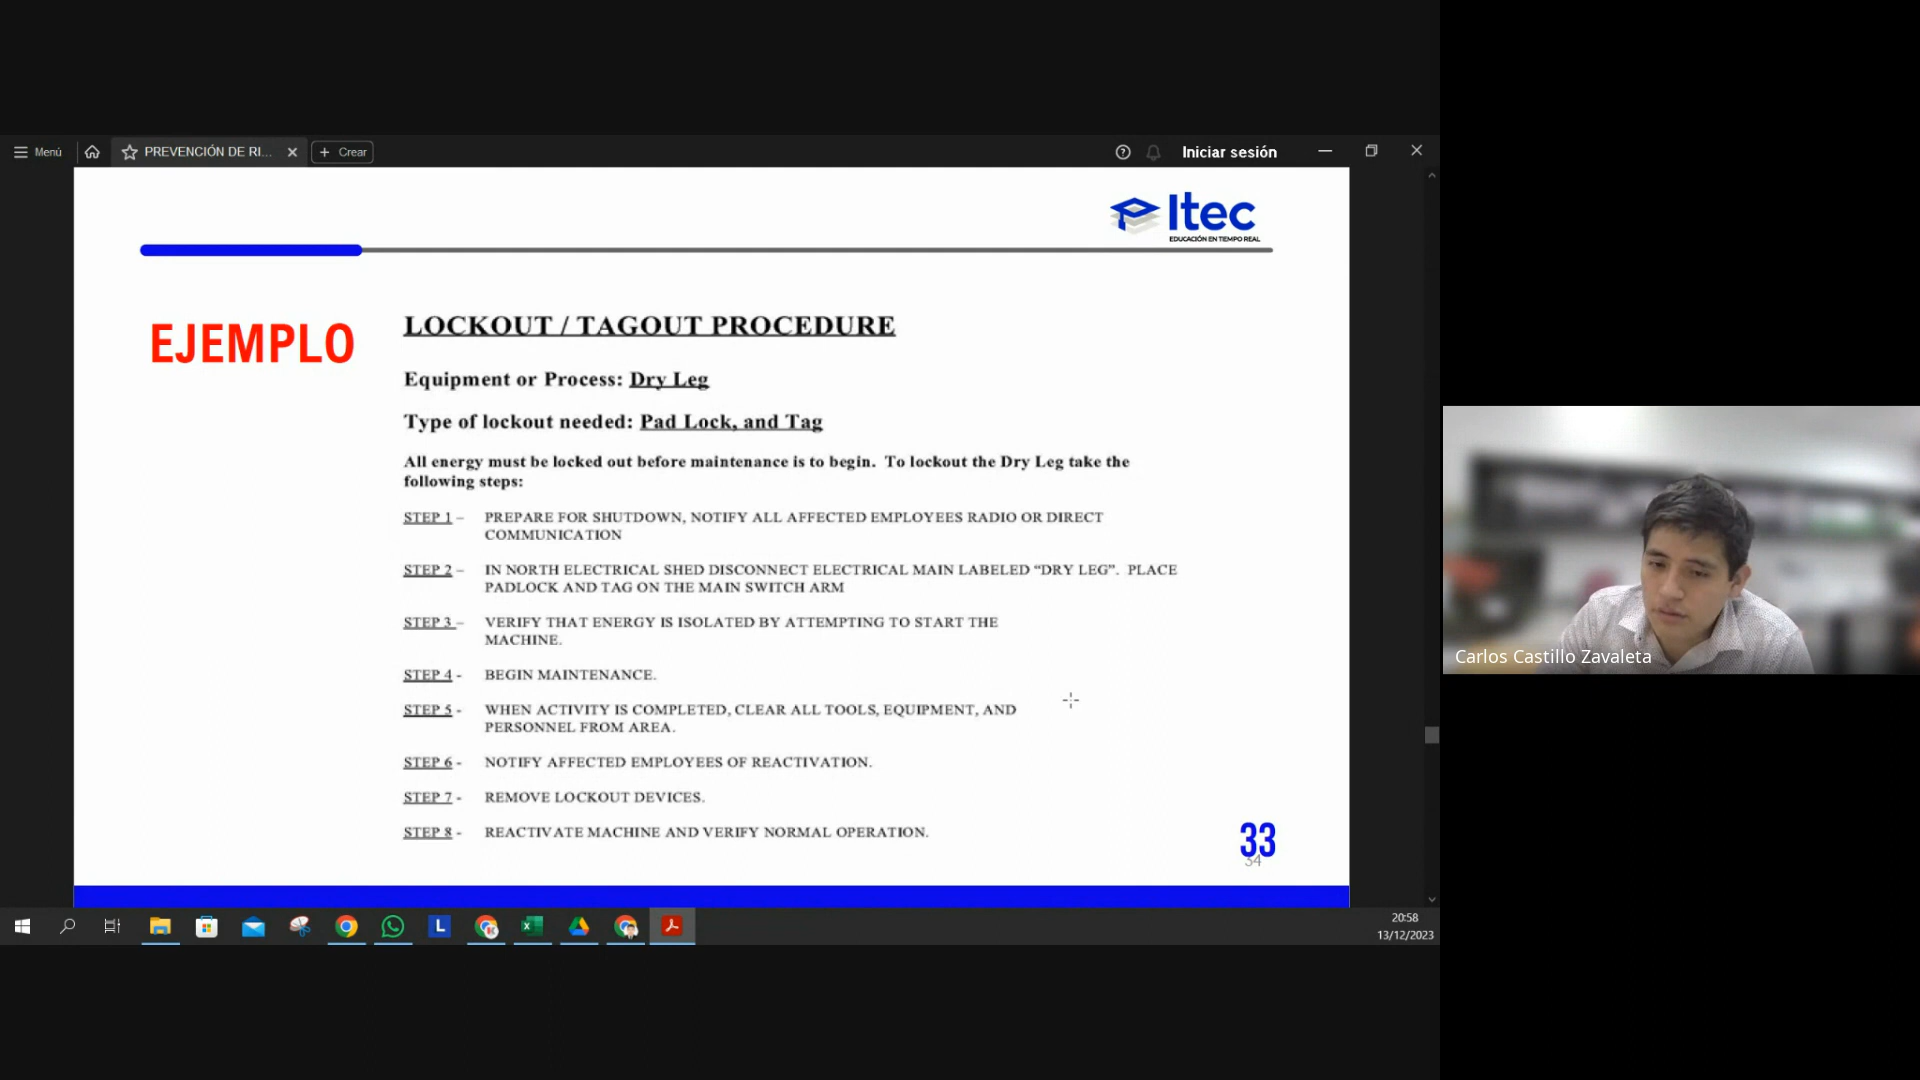 Menú
PREVENCIÓN DE RI...
Crear
Iniciar sesión
Itec
EDUCACIÓN EN TIEMPO REAL
EJEMPLO
LOCKOUT / TAGOUT PROCEDURE
Equipment or Process: Dry Leg
Type of lockout needed: Pad Lock, and Tag
All energy must be locked out before maintenance is to begin. To lockout the Dry Leg take the
following steps:
STEP 1 – PREPARE FOR SHUTDOWN, NOTIFY ALL AFFECTED EMPLOYEES RADIO OR DIRECT
COMMUNICATION
STEP 2 – IN NORTH ELECTRICAL SHED DISCONNECT ELECTRICAL MAIN LABELED “DRY LEG”. PLACE
PADLOCK AND TAG ON THE MAIN SWITCH ARM
STEP 3 – VERIFY THAT ENERGY IS ISOLATED BY ATTEMPTING TO START THE
MACHINE.
STEP 4 - BEGIN MAINTENANCE.
STEP 5 - WHEN ACTIVITY IS COMPLETED, CLEAR ALL TOOLS, EQUIPMENT, AND
PERSONNEL FROM AREA.
STEP 6 - NOTIFY AFFECTED EMPLOYEES OF REACTIVATION.
STEP 7 - REMOVE LOCKOUT DEVICES.
STEP 8 - REACTIVATE MACHINE AND VERIFY NORMAL OPERATION.
33
34
Carlos Castillo Zavaleta
L
20:58
13/12/2023